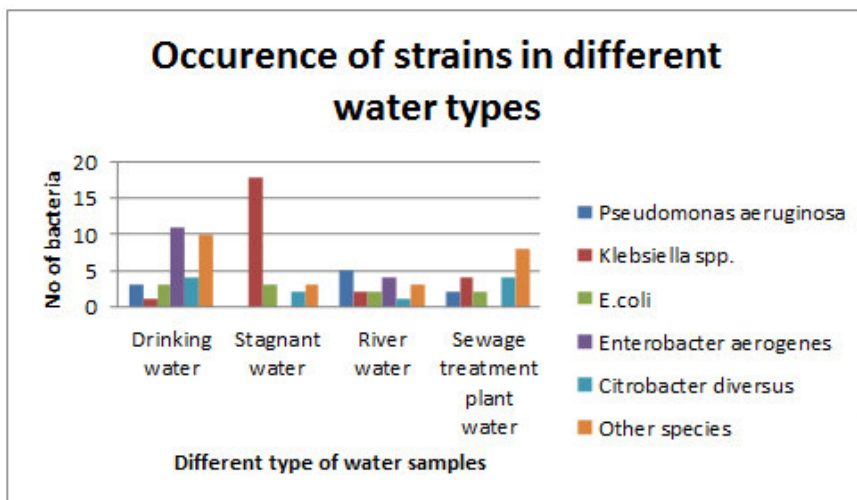 Occurence of strains in different
water types
No of bacteria
20
15
10
5
0
Drinking
water
Stagnant
water
River
water
Sewage
treatment
plant
water
Different type of water samples
Pseudomonas aeruginosa
Klebsiella spp.
E.coli
Enterobacter aerogenes
Citrobacter diversus
Other species